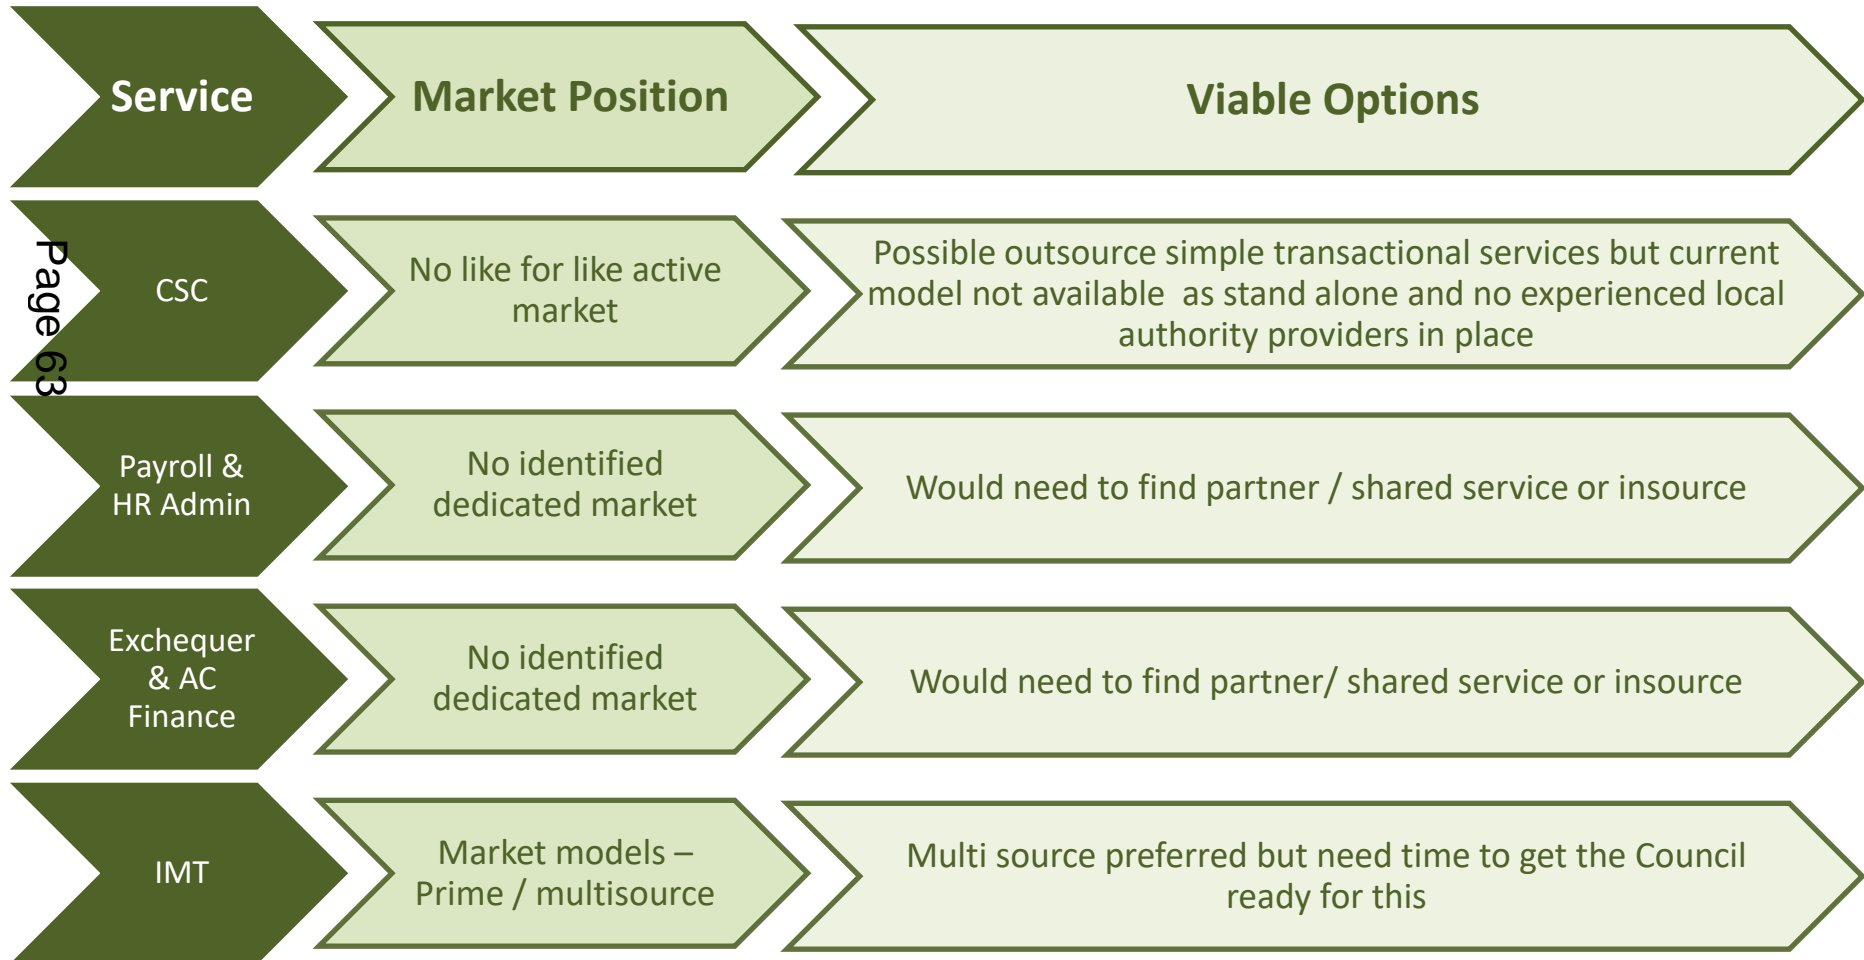 Service
Market Position
Viable Options
Page 63
CSC
No like for like active
market
Possible outsource simple transactional services but current
model not available as stand alone and no experienced local
authority providers in place
Payroll &
HR Admin
No identified
dedicated market
Would need to find partner / shared service or insource
Exchequer
& AC
Finance
No identified
dedicated market
Would need to find partner/ shared service or insource
IMT
Market models –
Prime / multisource
Multi source preferred but need time to get the Council
ready for this